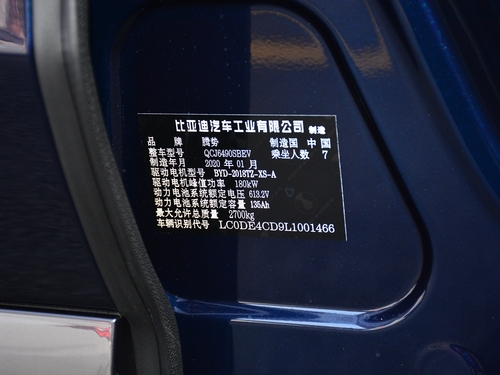 比亚迪汽车工业有限公司 制造
品 牌 腾势 制造国 中 国
整车型号 QCJ6490SBEV 乘坐人数 7
制造年月 2020 年 01 月
驱动电机型号 BYD-2018TZ-XS-A
驱动电机峰值功率 180kW
动力电池系统额定电压 613.2V
动力电池系统额定容量 135Ah
最大允许总质量 2700kg
车辆识别代号 LC0DE4CD9L1001466